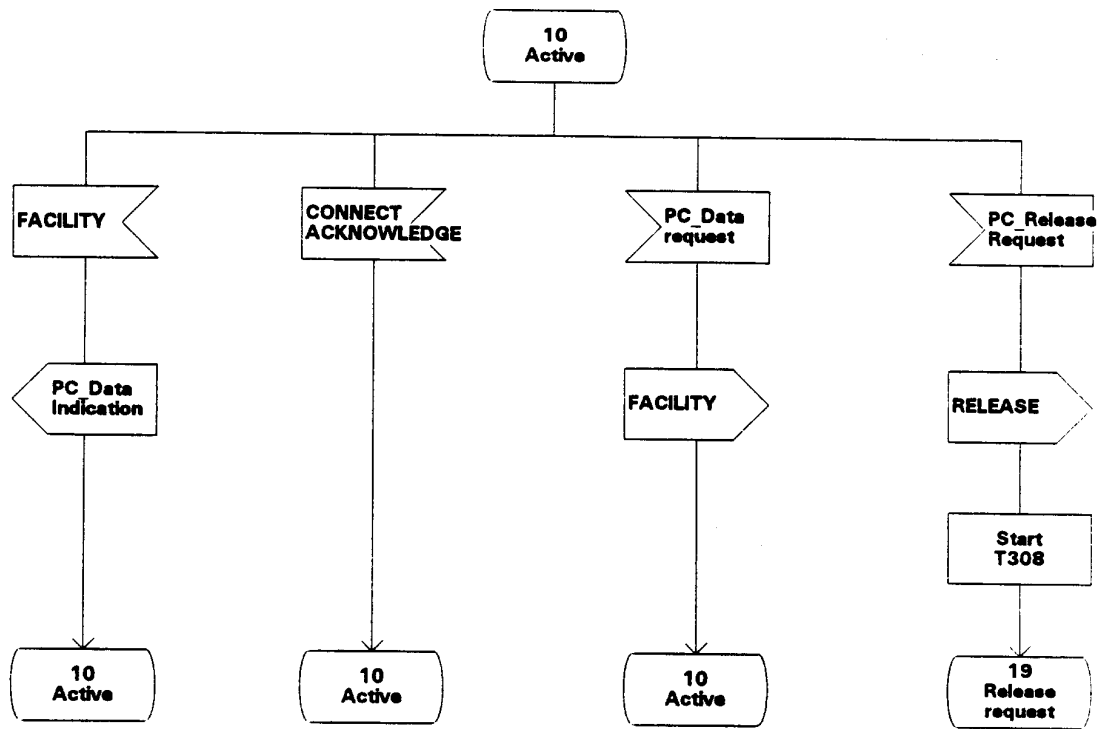 10
Active
FACILITY
CONNECT
ACKNOWLEDGE
PC_Data
request
PC_Release
Request
PC_Data
Indication
FACILITY
RELEASE
Start
T308
10
Active
10
Active
10
Active
19
Release
request